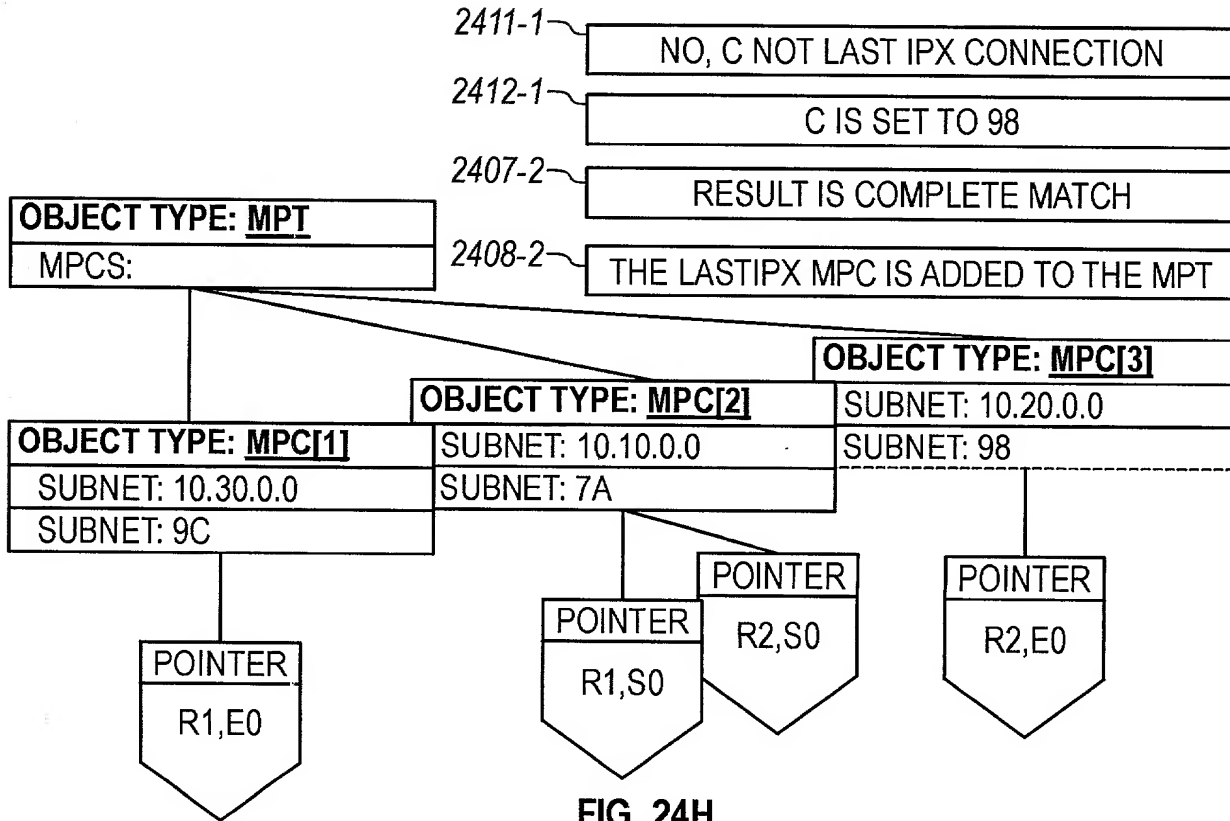 2411-1
NO, C NOT LAST IPX CONNECTION
2412-1
C IS SET TO 98
2407-2
RESULT IS COMPLETE MATCH
2408-2
THE LASTIPX MPC IS ADDED TO THE MPT
OBJECT TYPE: MPT
MPCS:
OBJECT TYPE: MPC[1]
SUBNET: 10.30.0.0
SUBNET: 9C
POINTER
R1,E0
OBJECT TYPE: MPC[2]
SUBNET: 10.10.0.0
SUBNET: 7A
POINTER
R1,S0
POINTER
R2,S0
OBJECT TYPE: MPC[3]
SUBNET: 10.20.0.0
SUBNET: 98
POINTER
R2,E0
FIG. 24H